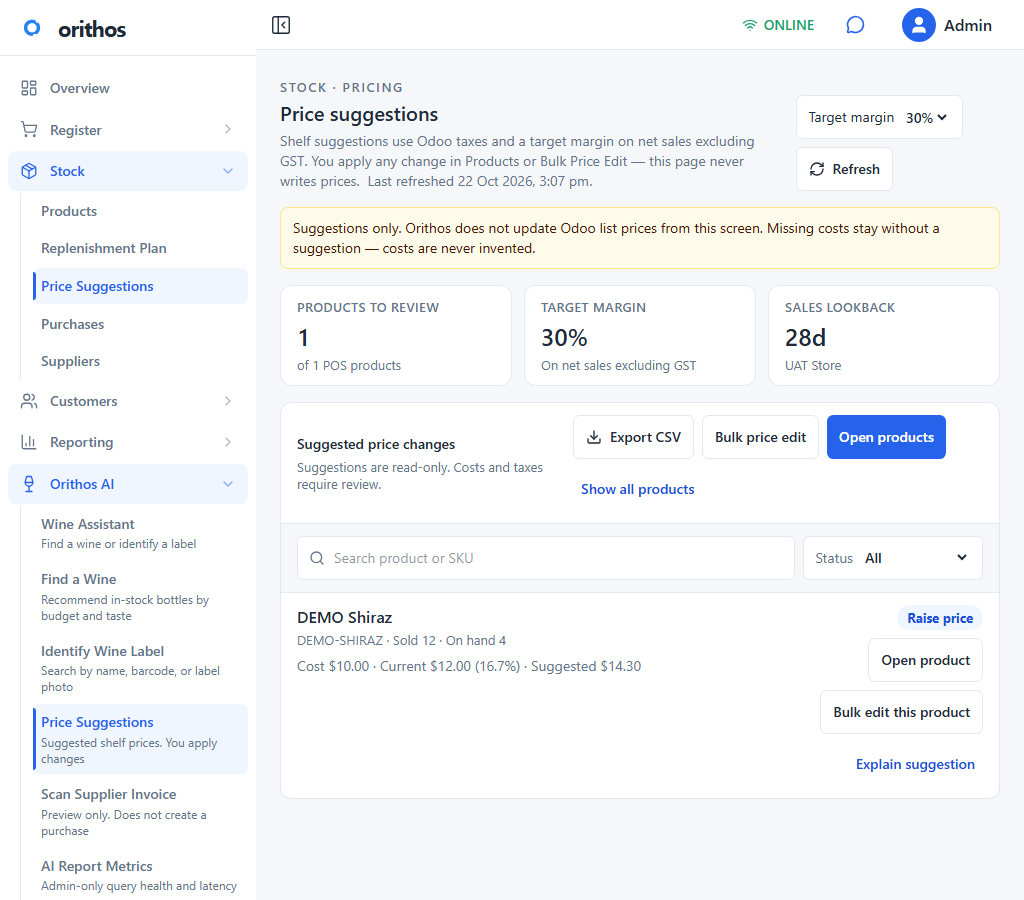 orithos
ONLINE
Admin
Overview
Register
Stock
Products
Replenishment Plan
Price Suggestions
Purchases
Suppliers
Customers
Reporting
Orithos AI
Wine Assistant
Find a wine or identify a label
Find a Wine
Recommend in-stock bottles by
budget and taste
Identify Wine Label
Search by name, barcode, or label
photo
Price Suggestions
Suggested shelf prices. You apply
changes
Scan Supplier Invoice
Preview only. Does not create a
purchase
AI Report Metrics
Admin-only query health and latency
STOCK · PRICING
Price suggestions
Shelf suggestions use Odoo taxes and a target margin on net sales excluding
GST. You apply any change in Products or Bulk Price Edit — this page never
writes prices. Last refreshed 22 Oct 2026, 3:07 pm.
Target margin 30%
Refresh
Suggestions only. Orithos does not update Odoo list prices from this screen. Missing costs stay without a
suggestion — costs are never invented.
PRODUCTS TO REVIEW
1
of 1 POS products
TARGET MARGIN
30%
On net sales excluding GST
SALES LOOKBACK
28d
UAT Store
Suggested price changes
Suggestions are read-only. Costs and taxes
require review.
Export CSV
Bulk price edit
Open products
Show all products
Search product or SKU
Status All
DEMO Shiraz
DEMO-SHIRAZ · Sold 12 · On hand 4
Cost $10.00 · Current $12.00 (16.7%) · Suggested $14.30
Raise price
Open product
Bulk edit this product
Explain suggestion